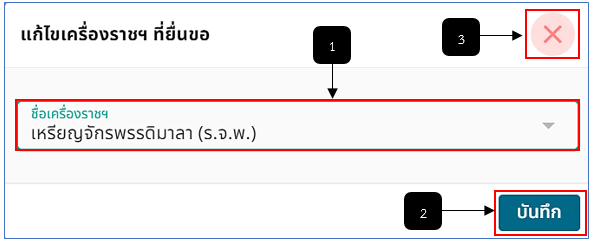 แก้ไขเครื่องราชฯ ที่ยื่นขอ
3
1
ชื่อเครื่องราชฯ
เหรียญจักรพรรดิมาลา (ร.จ.พ.)
2
บันทึก